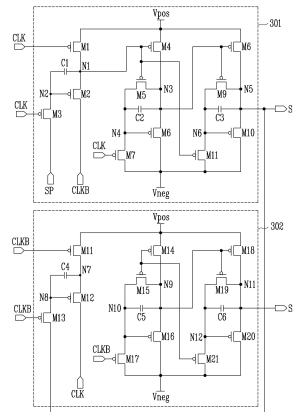 Vpos
301
CLK
M1
M4
M6
C1
N1
M5
N3
M9
N5
N2
M2
CLK
M3
C2
C3
N4
M6
N6
M10
CLK
M7
M11
SP
CLKB
Vneg
S
Vpos
302
CLKB
M11
M14
M18
C4
N7
M15
N9
M19
N11
N8
M12
N10
C5
C6
S
CLKB
M13
M16
N12
M20
CLKB
M17
M21
CLK
Vneg